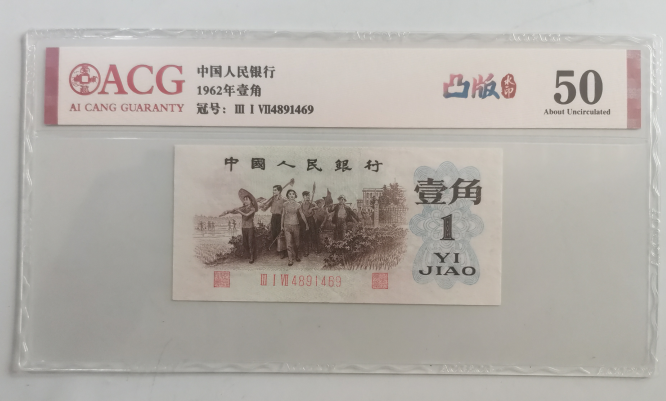 ACG
AI CANG GUARANTY
中国人民银行
1962年壹角
冠号: Ⅲ Ⅰ Ⅶ4891469
凸版 水印
50
About Uncirculated
中國人民銀行
壹角
1
YI
JIAO
Ⅲ Ⅰ Ⅶ 4891469